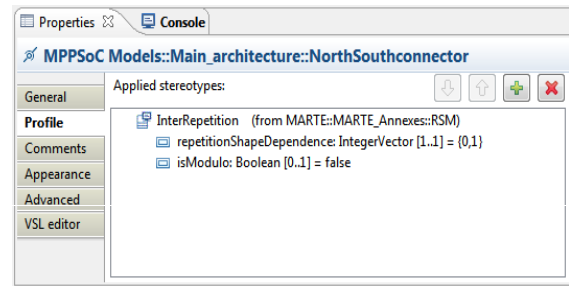 Properties Console
MPPSoC Models::Main_architecture::NorthSouthconnector
Applied stereotypes:
General
Profile
Comments
Appearance
Advanced
VSL editor
InterRepetition (from MARTE::MARTE_Annexes::RSM)
repetitionShapeDependence: IntegerVector [1..1] = {0,1}
isModulo: Boolean [0..1] = false